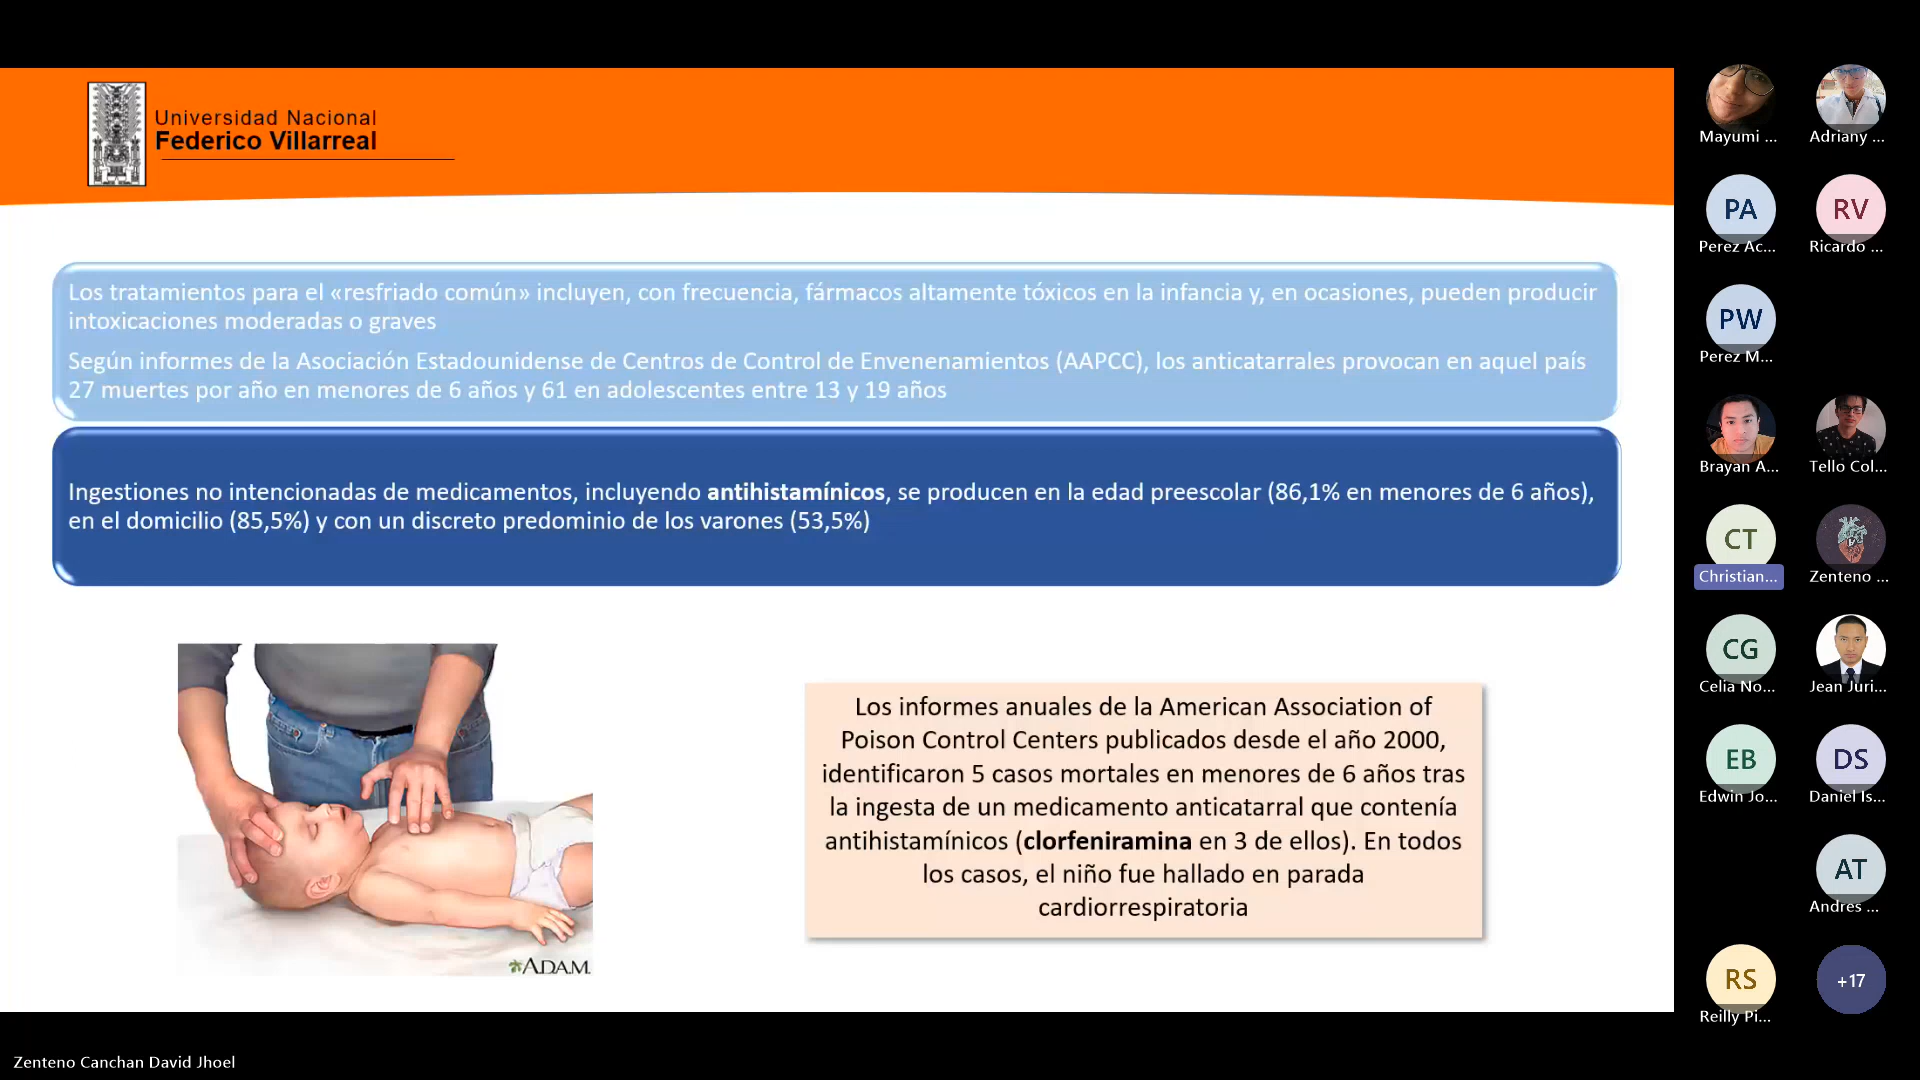 Universidad Nacional
Federico Villarreal
Los tratamientos para el «resfriado común» incluyen, con frecuencia, fármacos altamente tóxicos en la infancia y, en ocasiones, pueden producir
intoxicaciones moderadas o graves
Según informes de la Asociación Estadounidense de Centros de Control de Envenenamientos (AAPCC), los anticatarrales provocan en aquel país
27 muertes por año en menores de 6 años y 61 en adolescentes entre 13 y 19 años
Ingestiones no intencionadas de medicamentos, incluyendo antihistamínicos, se producen en la edad preescolar (86,1% en menores de 6 años),
en el domicilio (85,5%) y con un discreto predominio de los varones (53,5%)
ADAM.
Los informes anuales de la American Association of
Poison Control Centers publicados desde el año 2000,
identificaron 5 casos mortales en menores de 6 años tras
la ingesta de un medicamento anticatarral que contenía
antihistamínicos (clorfeniramina en 3 de ellos). En todos
los casos, el niño fue hallado en parada
cardiorrespiratoria
Mayumi ...
Adriany ...
PA
Perez Ac...
RV
Ricardo ...
PW
Perez M...
Brayan A...
Tello Col...
CT
Christian...
Zenteno ...
CG
Celia No...
Jean Juri...
EB
Edwin Jo...
DS
Daniel Is...
AT
Andres ...
RS
Reilly Pi...
+17
Zenteno Canchan David Jhoel